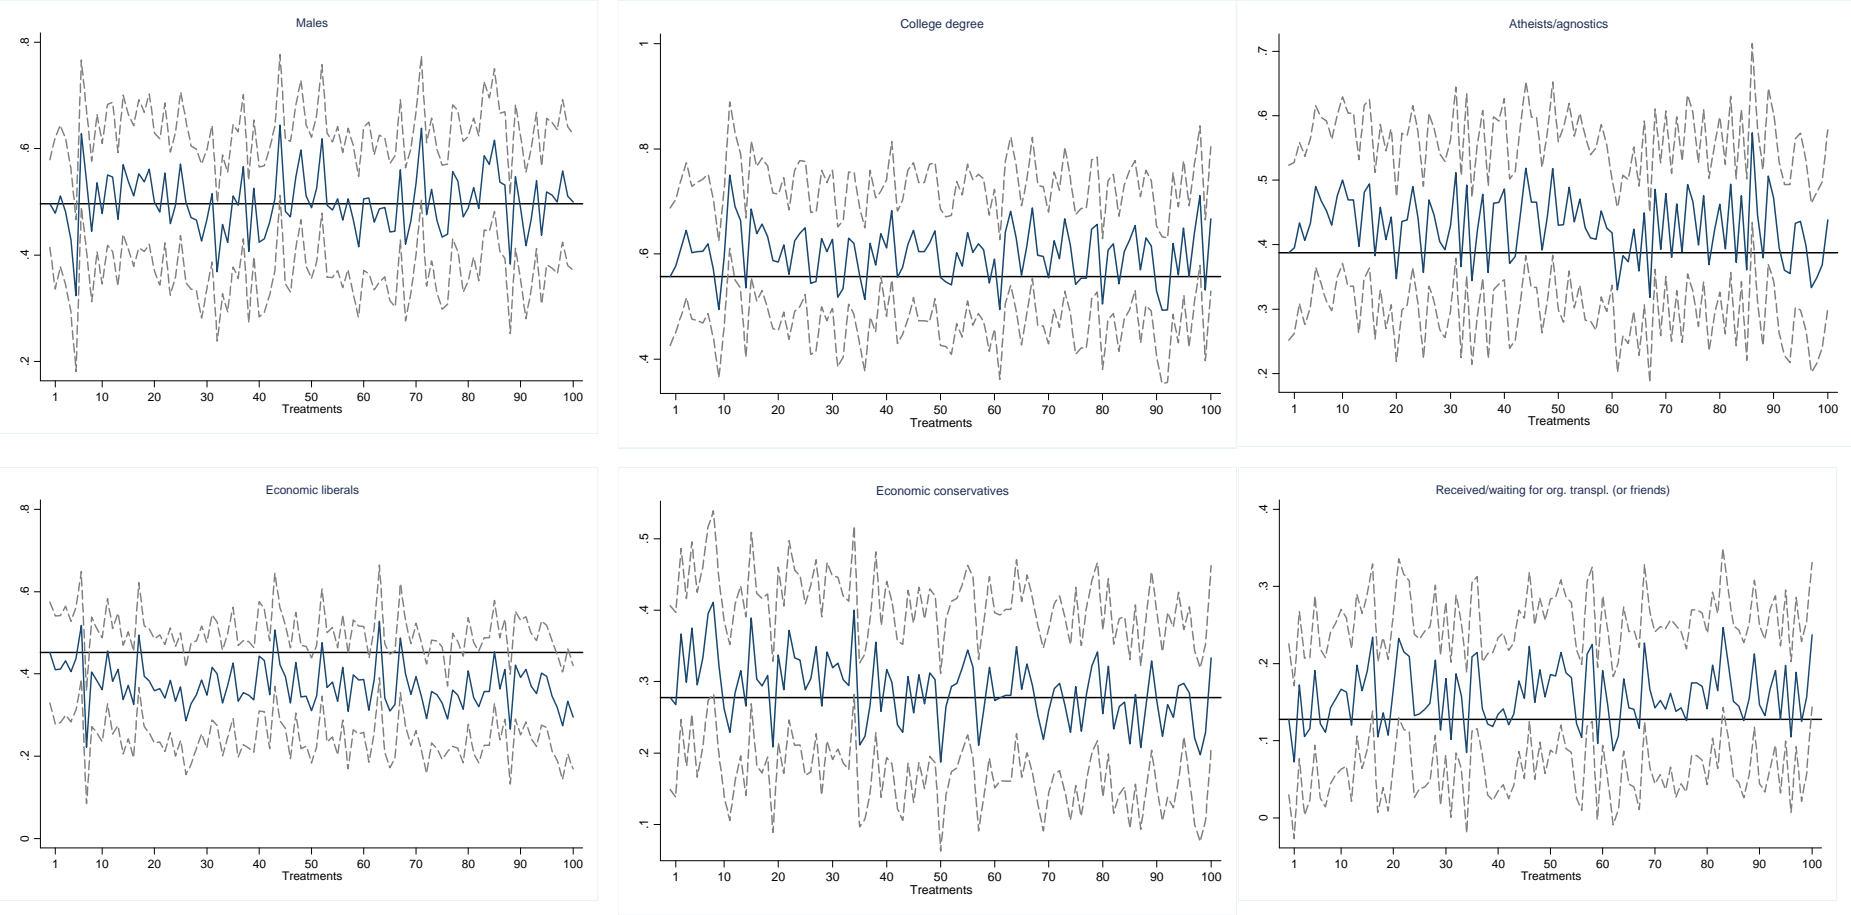 Males
.8
.6
.4
.2
1 10 20 30 40 50 60 70 80 90 100
Treatments
College degree
1
.8
.6
.4
1 10 20 30 40 50 60 70 80 90 100
Treatments
Atheists/agnostics
.7
.6
.5
.4
.3
.2
1 10 20 30 40 50 60 70 80 90 100
Treatments
Economic liberals
.8
.6
.4
.2
0
1 10 20 30 40 50 60 70 80 90 100
Treatments
Economic conservatives
.5
.4
.3
.2
.1
1 10 20 30 40 50 60 70 80 90 100
Treatments
Received/waiting for org. transpl. (or friends)
.4
.3
.2
.1
0
1 10 20 30 40 50 60 70 80 90 100
Treatments